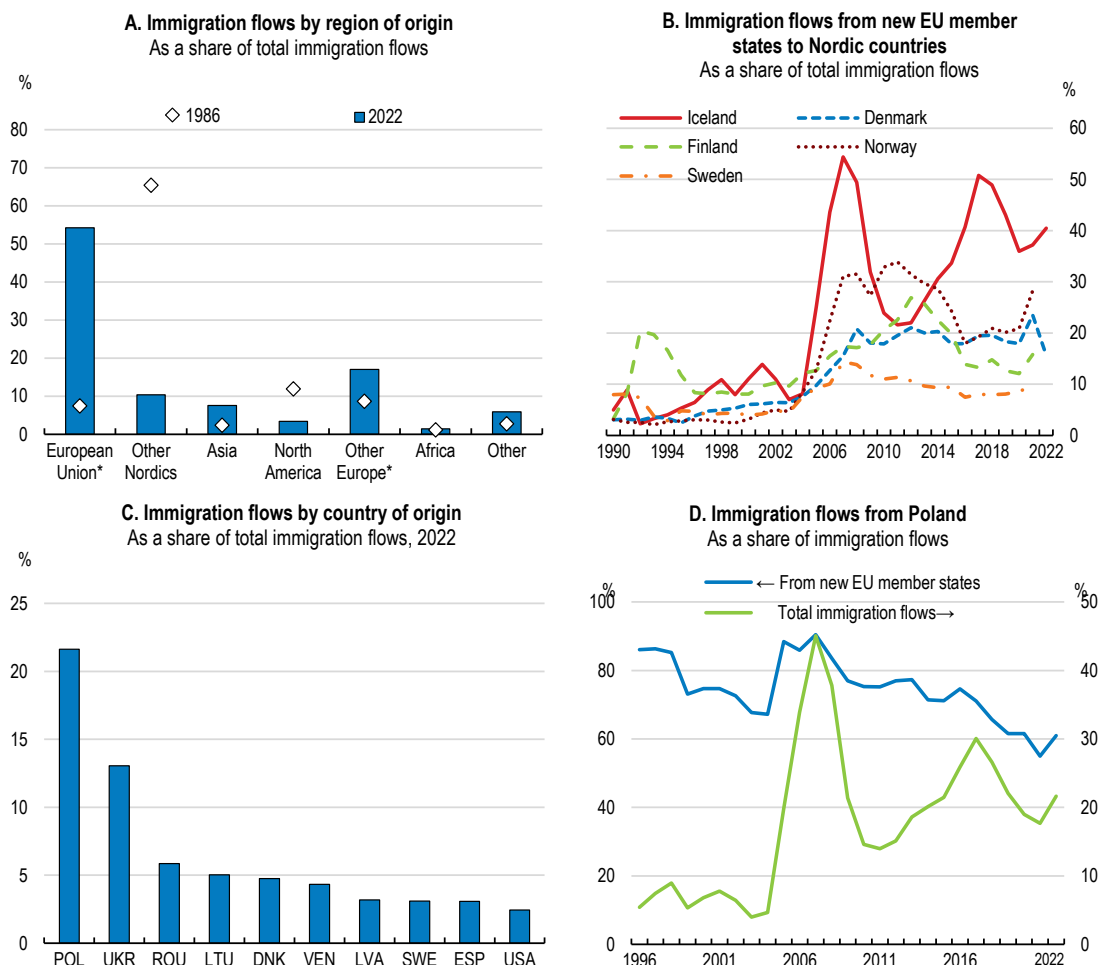 A. Immigration flows by region of origin
As a share of total immigration flows
%
1986
2022
80
70
60
50
40
30
20
10
0
European Union*
Other Nordics
Asia
North America
Other Europe*
Africa
Other
B. Immigration flows from new EU member
states to Nordic countries
As a share of total immigration flows
%
Iceland
Denmark
Finland
Norway
Sweden
60
50
40
30
20
10
0
1990 1994 1998 2002 2006 2010 2014 2018 2022
C. Immigration flows by country of origin
As a share of total immigration flows, 2022
%
25
20
15
10
5
0
POL UKR ROU LTU DNK VEN LVA SWE ESP USA
D. Immigration flows from Poland
As a share of immigration flows
← From new EU member states
Total immigration flows→
%
100
80
60
40
20
0
%
50
40
30
20
10
0
1996 2001 2006 2011 2016 2022